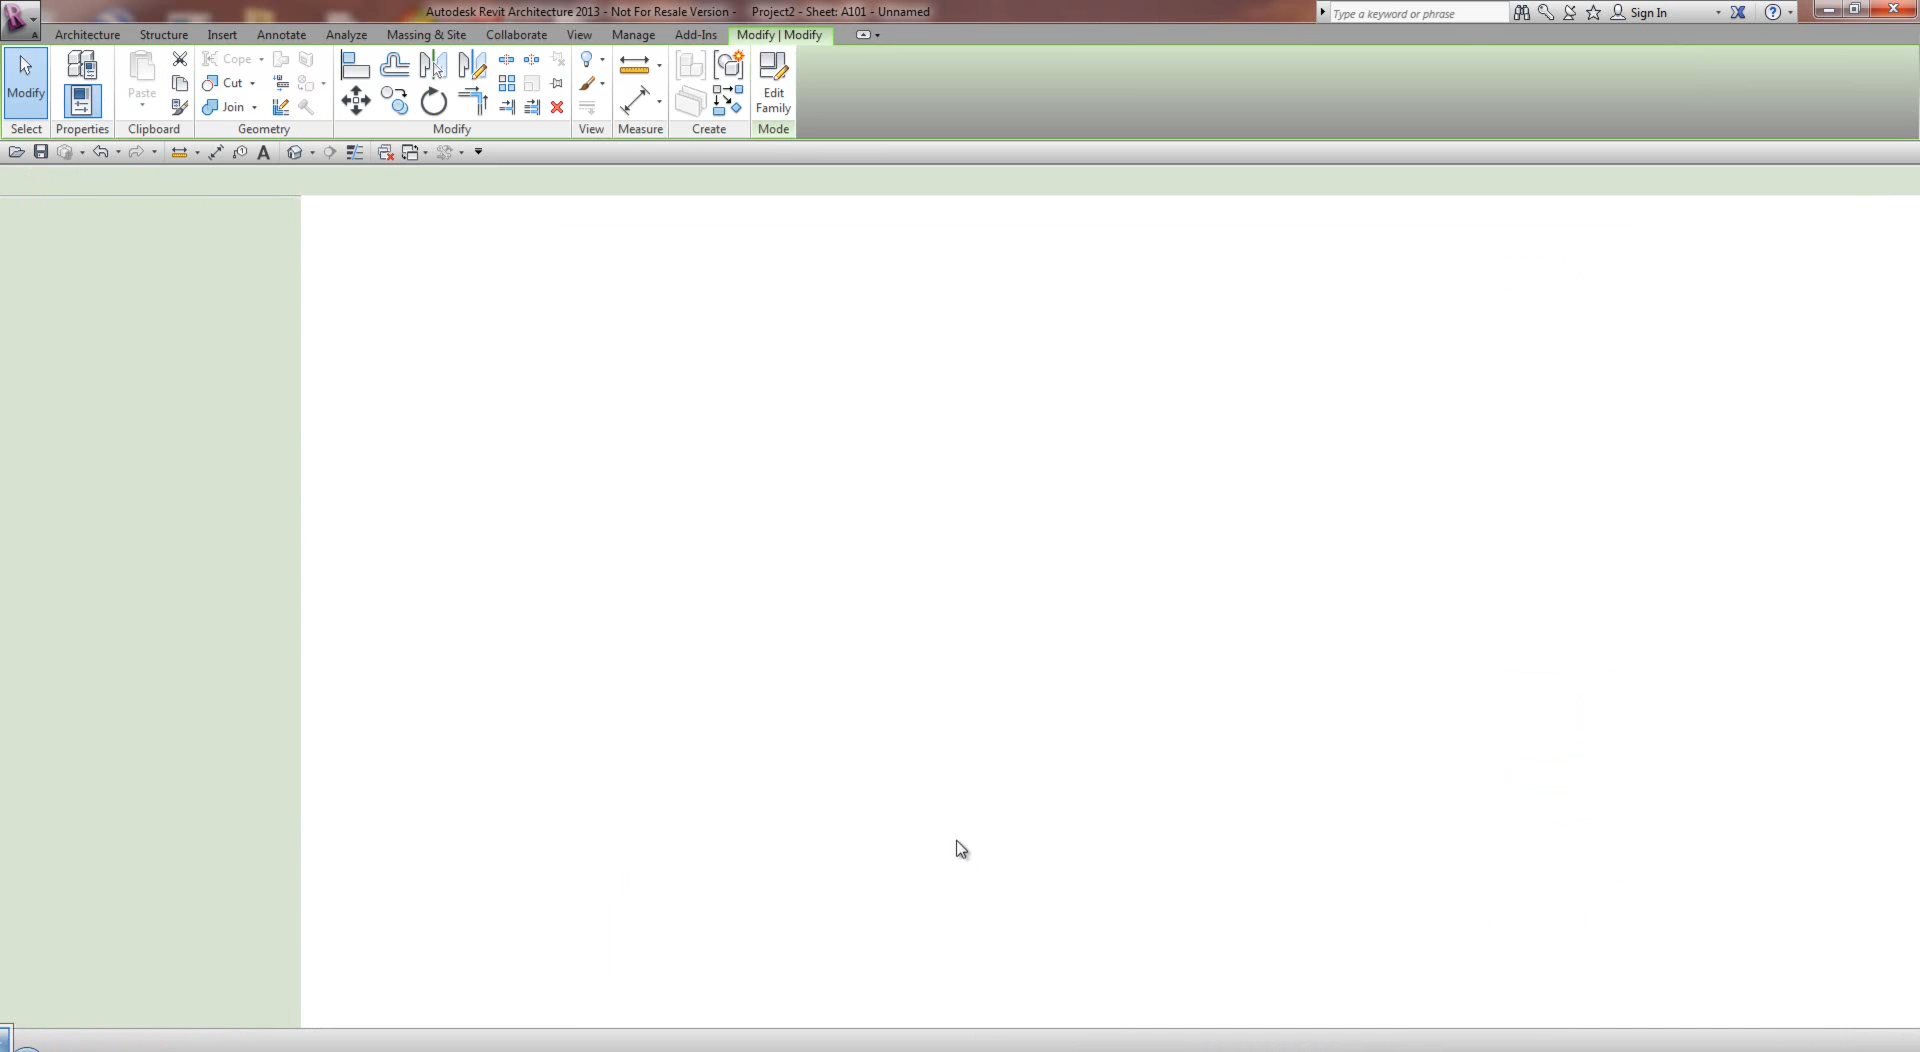 Autodesk Revit Architecture 2013 - Not For Resale Version - Project2 - Sheet: A101 - Unnamed
Type a keyword or phrase
Sign In
Architecture Structure Insert Annotate Analyze Massing & Site Collaborate View Manage Add-Ins Modify | Modify
Modify
Paste
Cope
Cut
Join
Edit
Family
Select Properties Clipboard Geometry Modify View Measure Create Mode